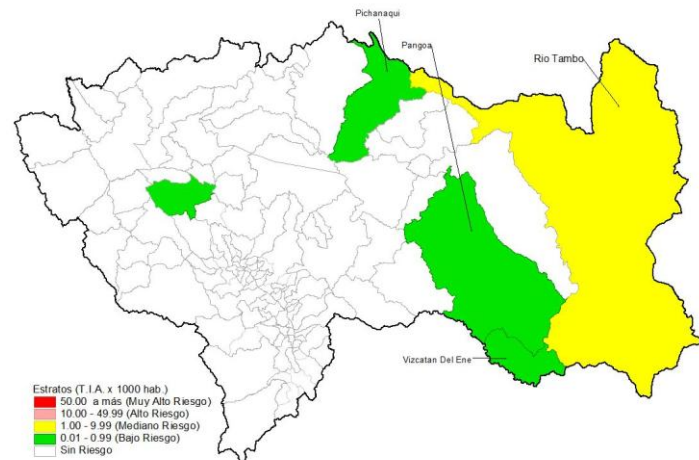 Pichanaqui
Pangoa
Rio Tambo
Vizcatan Del Ene
Estratos (T.I.A. x 1000 hab.)
50.00 a más (Muy Alto Riesgo)
10.00 - 49.99 (Alto Riesgo)
1.00 - 9.99 (Mediano Riesgo)
0.01 - 0.99 (Bajo Riesgo)
Sin Riesgo